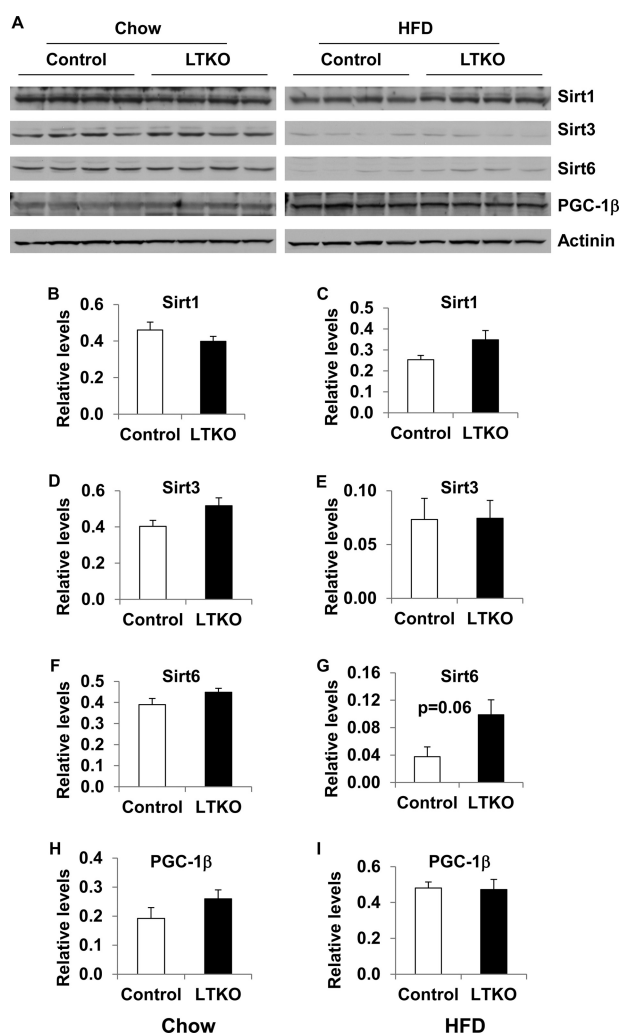 A
Chow HFD
Control LTKO Control LTKO
Sirt1
Sirt3
Sirt6
PGC-1β
Actinin
B Sirt1
Relative levels
0.6
0.4
0.2
0.0
Control LTKO
C Sirt1
Relative levels
0.5
0.4
0.3
0.2
0.1
0.0
Control LTKO
D Sirt3
Relative levels
0.6
0.4
0.2
0.0
Control LTKO
E Sirt3
Relative levels
0.10
0.05
0.00
Control LTKO
F Sirt6
Relative levels
0.5
0.4
0.3
0.2
0.1
0.0
Control LTKO
G Sirt6
Relative levels
0.16
0.12
0.08
0.04
0.00
p=0.06
Control LTKO
H PGC-1β
Relative levels
0.4
0.3
0.2
0.1
0.0
Control LTKO
I PGC-1β
Relative levels
0.6
0.4
0.2
0.0
Control LTKO
Chow HFD